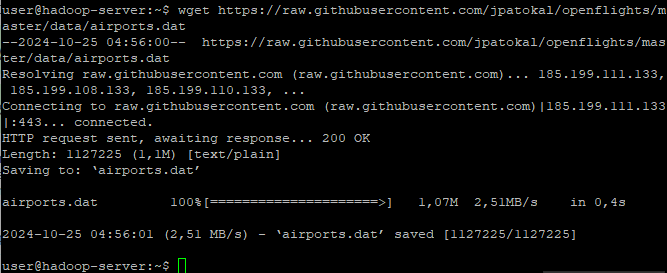 user@hadoop-server:~$ wget https://raw.githubusercontent.com/jpatokal/openflights/m
aster/data/airports.dat
--2024-10-25 04:56:00--  https://raw.githubusercontent.com/jpatokal/openflights/mas
ter/data/airports.dat
Resolving raw.githubusercontent.com (raw.githubusercontent.com)... 185.199.111.133,
 185.199.108.133, 185.199.110.133, ...
Connecting to raw.githubusercontent.com (raw.githubusercontent.com)|185.199.111.133
|:443... connected.
HTTP request sent, awaiting response... 200 OK
Length: 1127225 (1,1M) [text/plain]
Saving to: ‘airports.dat’
airports.dat         100%[=====================>]   1,07M  2,51MB/s    in 0,4s
2024-10-25 04:56:01 (2,51 MB/s) - ‘airports.dat’ saved [1127225/1127225]
user@hadoop-server:~$